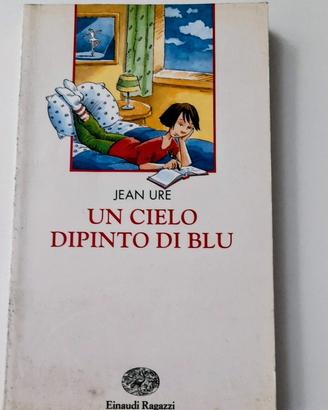 JEAN URE
UN CIELO
DIPINTO DI BLU
Einaudi Ragazzi